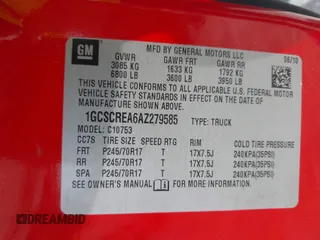 GM
MFD BY GENERAL MOTORS LLC
GVWR GAWR FRT GAWR RR 06/10
3085 KG 1633 KG 1792 KG
6800 LB 3600 LB 3950 LB
THIS VEHICLE CONFORMS TO ALL APPLICABLE U.S.
FEDERAL MOTOR VEHICLE SAFETY AND THEFT PREVENTION
STANDARDS IN EFFECT ON THE DATE OF
MANUFACTURE SHOWN ABOVE.
1GCSCREA6AZ279585 TYPE: TRUCK
MODEL: C10753
CC7S TIRE SIZE SPEED RTG RIM COLD TIRE PRESSURE
FRT P245/70R17 T 17X7.5J 240KPA(35PSI)
RR P245/70R17 T 17X7.5J 240KPA(35PSI)
SPA P245/70R17 T 17X7.5J 240KPA(35PSI)
SEE OWNER'S MANUAL FOR MORE INFORMATION.
DREAMBID